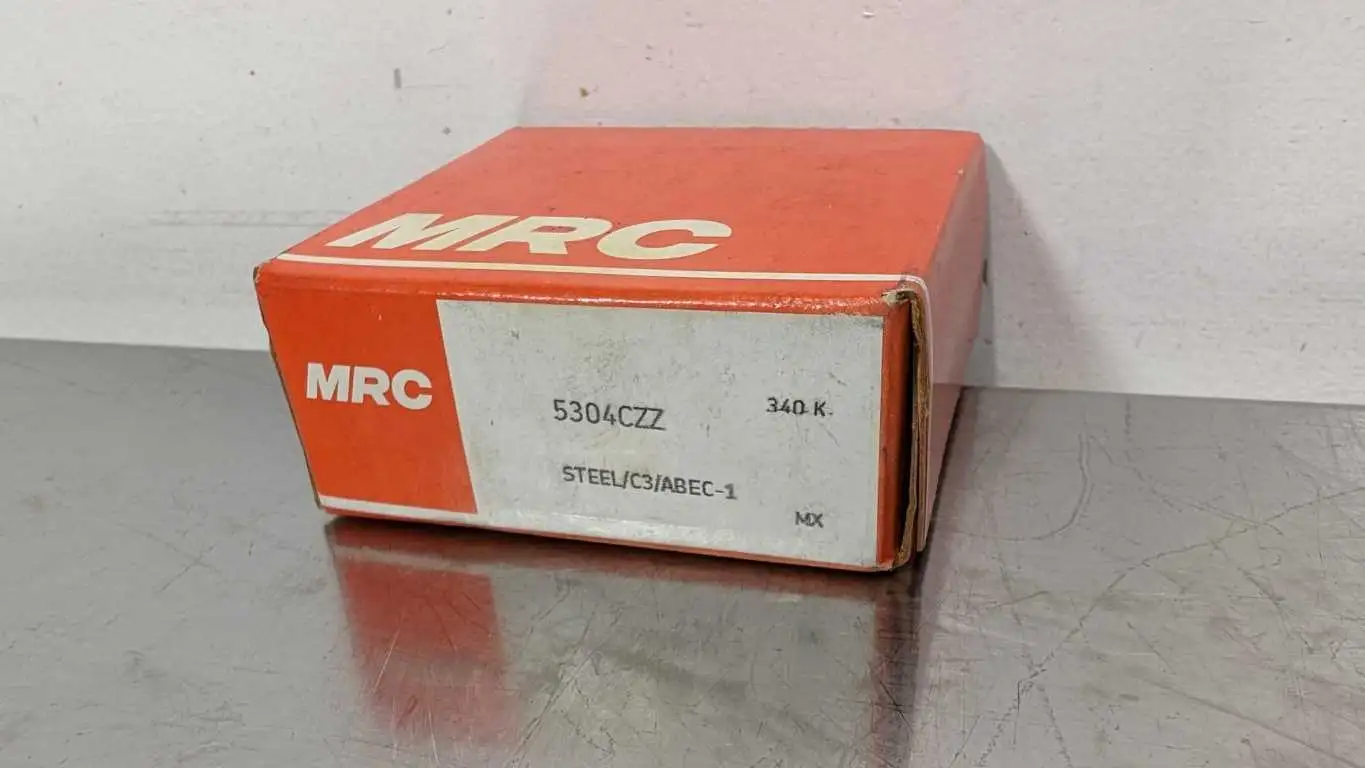 MRC
MRC
5304CZZ
340 K
STEEL/C3/ABEC-1
MX